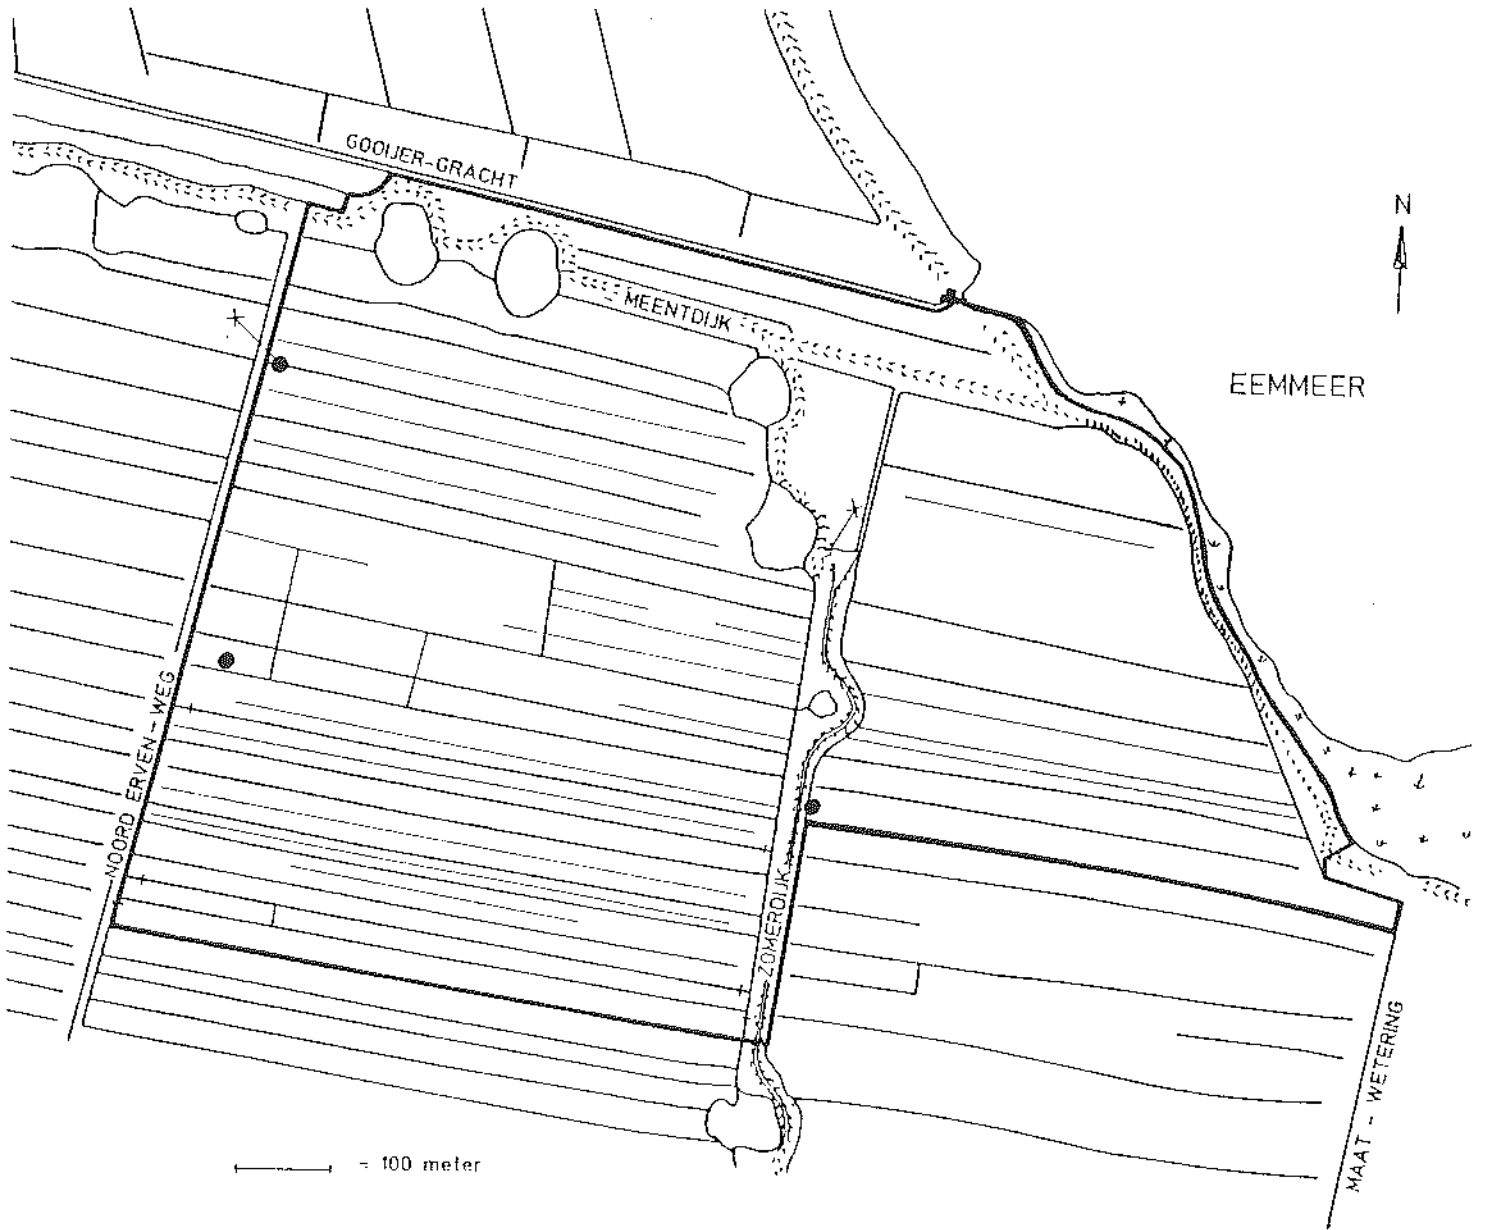 GOOIJER-GRACHT
N
MEENTDIJK
EEMMEER
NOORD ERVEN - WEG
ZOMERDIJK
MAAT - WETERING
= 100 meter